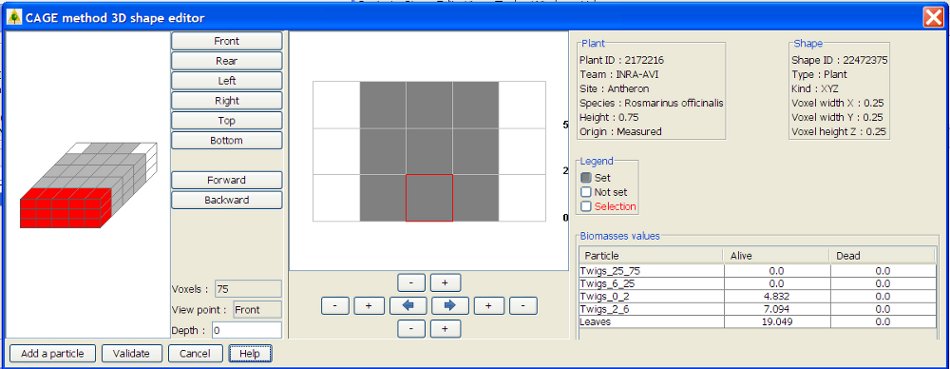 CAGE method 3D shape editor
Front
Rear
Left
Right
Top
Bottom
Forward
Backward
Voxels : 75
View point : Front
Depth : 0
5
2
0
- +
- + + -
- +
Plant
Plant ID : 2172216
Team : INRA-AVI
Site : Antheron
Species : Rosmarinus officinalis
Height : 0.75
Origin : Measured
Shape
Shape ID : 22472375
Type : Plant
Kind : XYZ
Voxel width X : 0.25
Voxel width Y : 0.25
Voxel height Z : 0.25
Legend
Set
Not set
Selection
Biomasses values
Particle Alive Dead
Twigs_25_75 0.0 0.0
Twigs_6_25 0.0 0.0
Twigs_0_2 4.832 0.0
Twigs_2_6 7.094 0.0
Leaves 19.049 0.0
Add a particle Validate Cancel Help